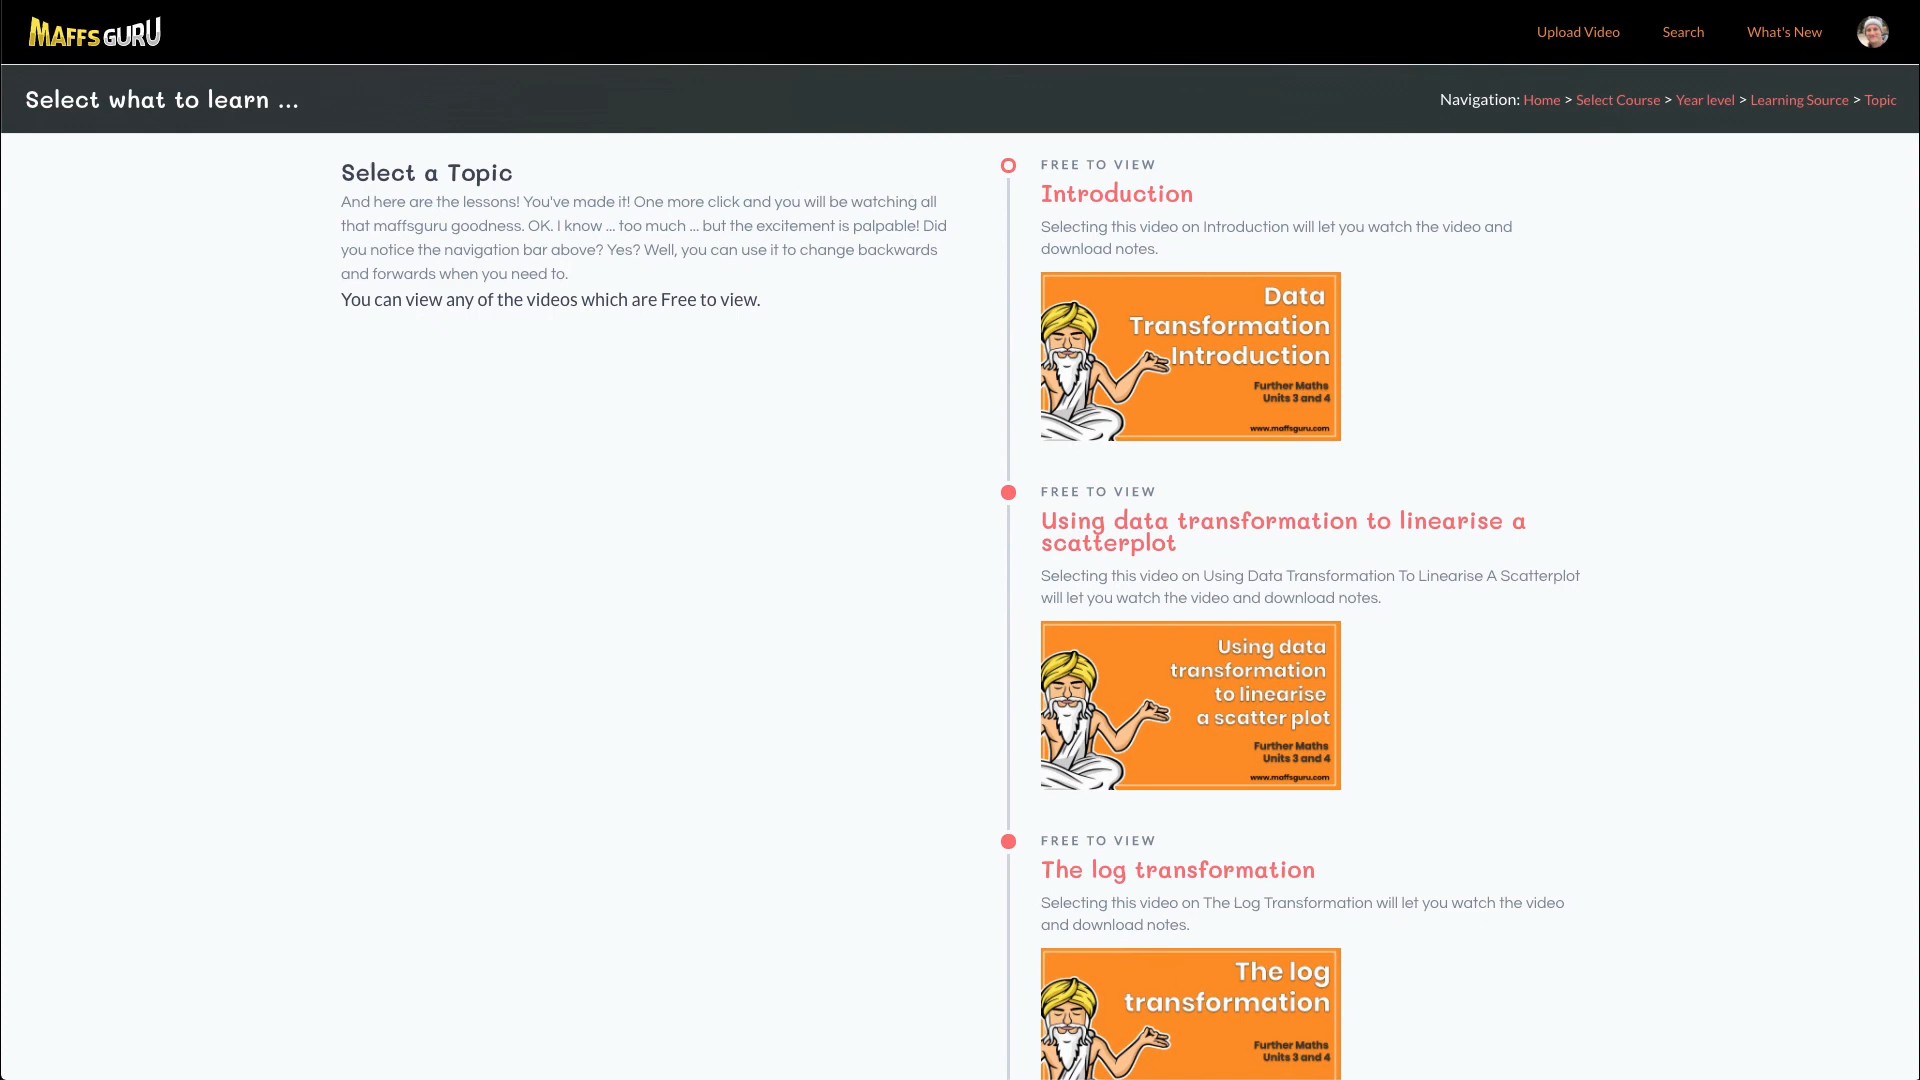 MAFFS GURU
Upload Video
Search
What's New
Select what to learn ...
Navigation: Home > Select Course > Year level > Learning Source > Topic
Select a Topic
And here are the lessons! You've made it! One more click and you will be watching all
that maffsguru goodness. OK. I know ... too much ... but the excitement is palpable! Did
you notice the navigation bar above? Yes? Well, you can use it to change backwards
and forwards when you need to.
You can view any of the videos which are Free to view.
FREE TO VIEW
Introduction
Selecting this video on Introduction will let you watch the video and
download notes.
Data
Transformation
Introduction
Further Maths
Units 3 and 4
www.maffsguru.com
FREE TO VIEW
Using data transformation to linearise a
scatterplot
Selecting this video on Using Data Transformation To Linearise A Scatterplot
will let you watch the video and download notes.
Using data
transformation
to linearise
a scatter plot
Further Maths
Units 3 and 4
www.maffsguru.com
FREE TO VIEW
The log transformation
Selecting this video on The Log Transformation will let you watch the video
and download notes.
The log
transformation
Further Maths
Units 3 and 4